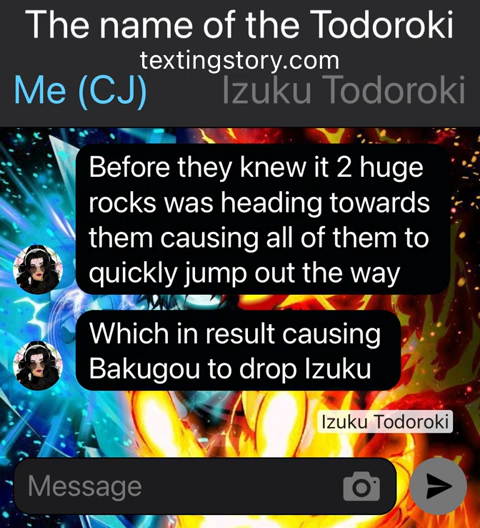 The name of the Todoroki
textingstory.com
Me (CJ) Izuku Todoroki
Before they knew it 2 huge
rocks was heading towards
them causing all of them to
quickly jump out the way
Which in result causing
Bakugou to drop Izuku
Izuku Todoroki
Message